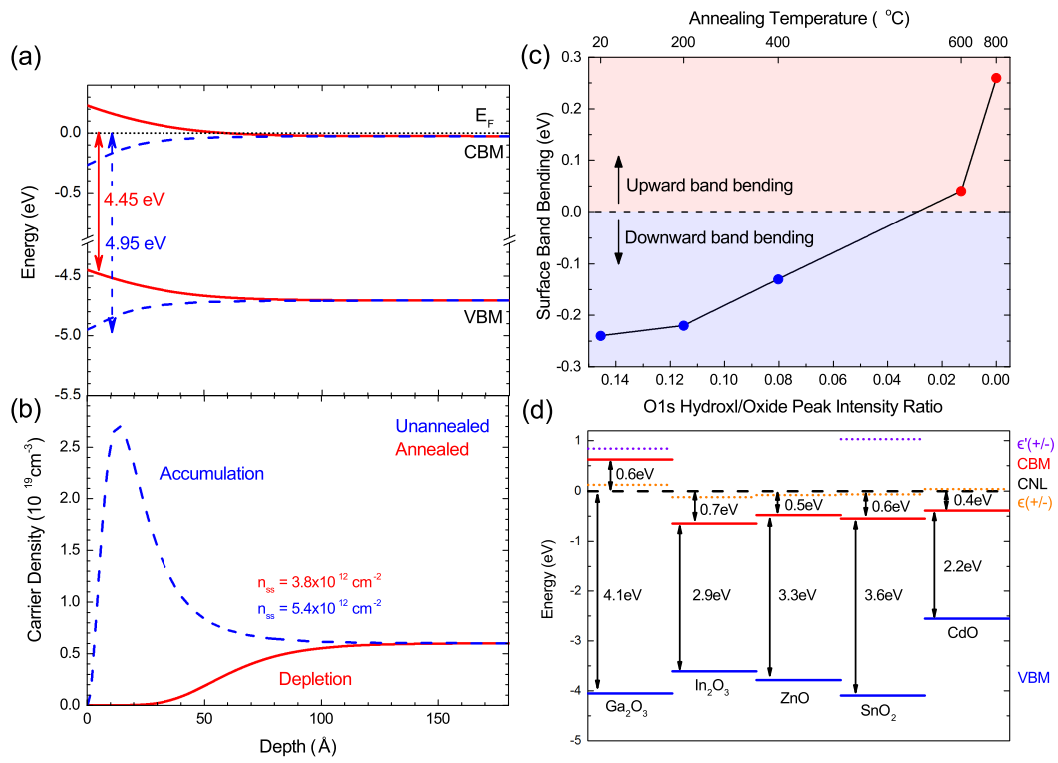 (a)
0.0
-0.5
-4.5
-5.0
-5.5
Energy (eV)
E_F
CBM
4.45 eV
4.95 eV
VBM
(b)
2.5
2.0
1.5
1.0
0.5
0.0
Carrier Density (10 ¹⁹cm⁻³)
Unannealed
Annealed
Accumulation
n_ss = 3.8x10 ¹² cm⁻²
n_ss = 5.4x10 ¹² cm⁻²
Depletion
0 50 100 150
Depth (Å)
(c)
Annealing Temperature ( °C)
20 200 400 600 800
0.3
0.2
0.1
0.0
-0.1
-0.2
-0.3
Surface Band Bending (eV)
Upward band bending
Downward band bending
0.14 0.12 0.10 0.08 0.06 0.04 0.02 0.00
O1s Hydroxl/Oxide Peak Intensity Ratio
(d)
1
0
-1
-2
-3
-4
-5
Energy (eV)
ϵ'(+/-)
CBM
CNL
ϵ(+/-)
VBM
0.6eV
0.7eV
0.5eV
0.6eV
0.4eV
4.1eV
2.9eV
3.3eV
3.6eV
2.2eV
Ga₂O₃
In₂O₃
ZnO
SnO₂
CdO